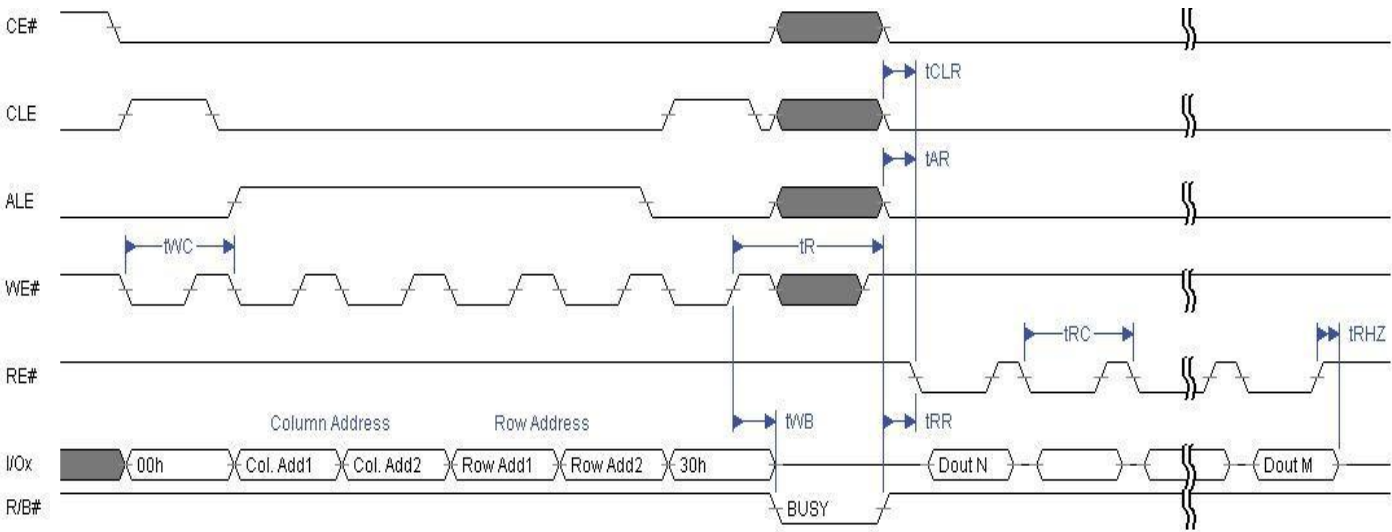 CE#
tCLR
CLE
tAR
ALE
tWC tR
WE#
tRC tRHZ
RE#
Column Address Row Address tWB tRR
I/Ox 00h Col. Add1 Col. Add2 Row Add1 Row Add2 30h Dout N Dout M
R/B# BUSY